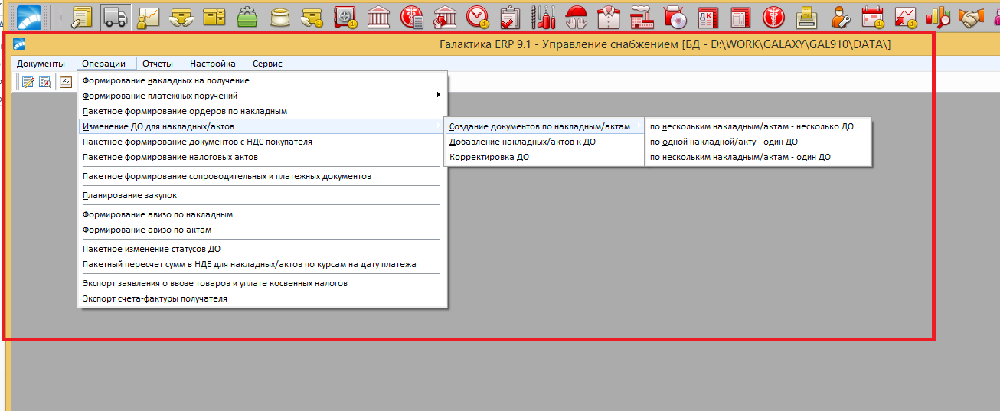 Галактика ERP 9.1 - Управление снабжением [БД - D:\WORK\GALAXY\GAL910\DATA\]
Документы Операции Отчеты Настройка Сервис
Формирование накладных на получение
Формирование платежных поручений
Пакетное формирование ордеров по накладным
Изменение ДО для накладных/актов
Пакетное формирование документов с НДС покупателя
Пакетное формирование налоговых актов
Пакетное формирование сопроводительных и платежных документов
Планирование закупок
Формирование авизо по накладным
Формирование авизо по актам
Пакетное изменение статусов ДО
Пакетный пересчет сумм в НДЕ для накладных/актов по курсам на дату платежа
Экспорт заявления о ввозе товаров и уплате косвенных налогов
Экспорт счета-фактуры получателя
Создание документов по накладным/актам
Добавление накладных/актов к ДО
Корректировка ДО
по нескольким накладным/актам - несколько ДО
по одной накладной/акту - один ДО
по нескольким накладным/актам - один ДО